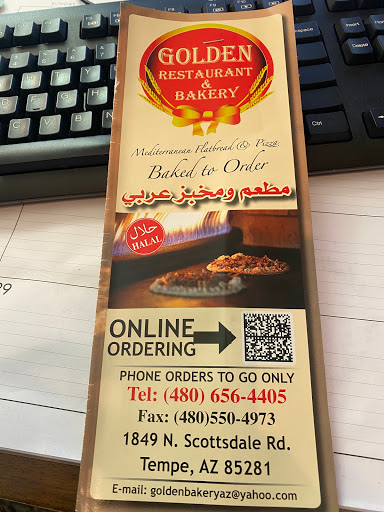 GOLDEN
RESTAURANT
&
BAKERY
Mediterranean Flatbread & Pizza
Baked to Order
مطعم ومخبز عربي
حلال
HALAL
ONLINE
ORDERING
PHONE ORDERS TO GO ONLY
Tel: (480) 656-4405
Fax: (480)550-4973
1849 N. Scottsdale Rd.
Tempe, AZ 85281
E-mail: goldenbakeryaz@yahoo.com